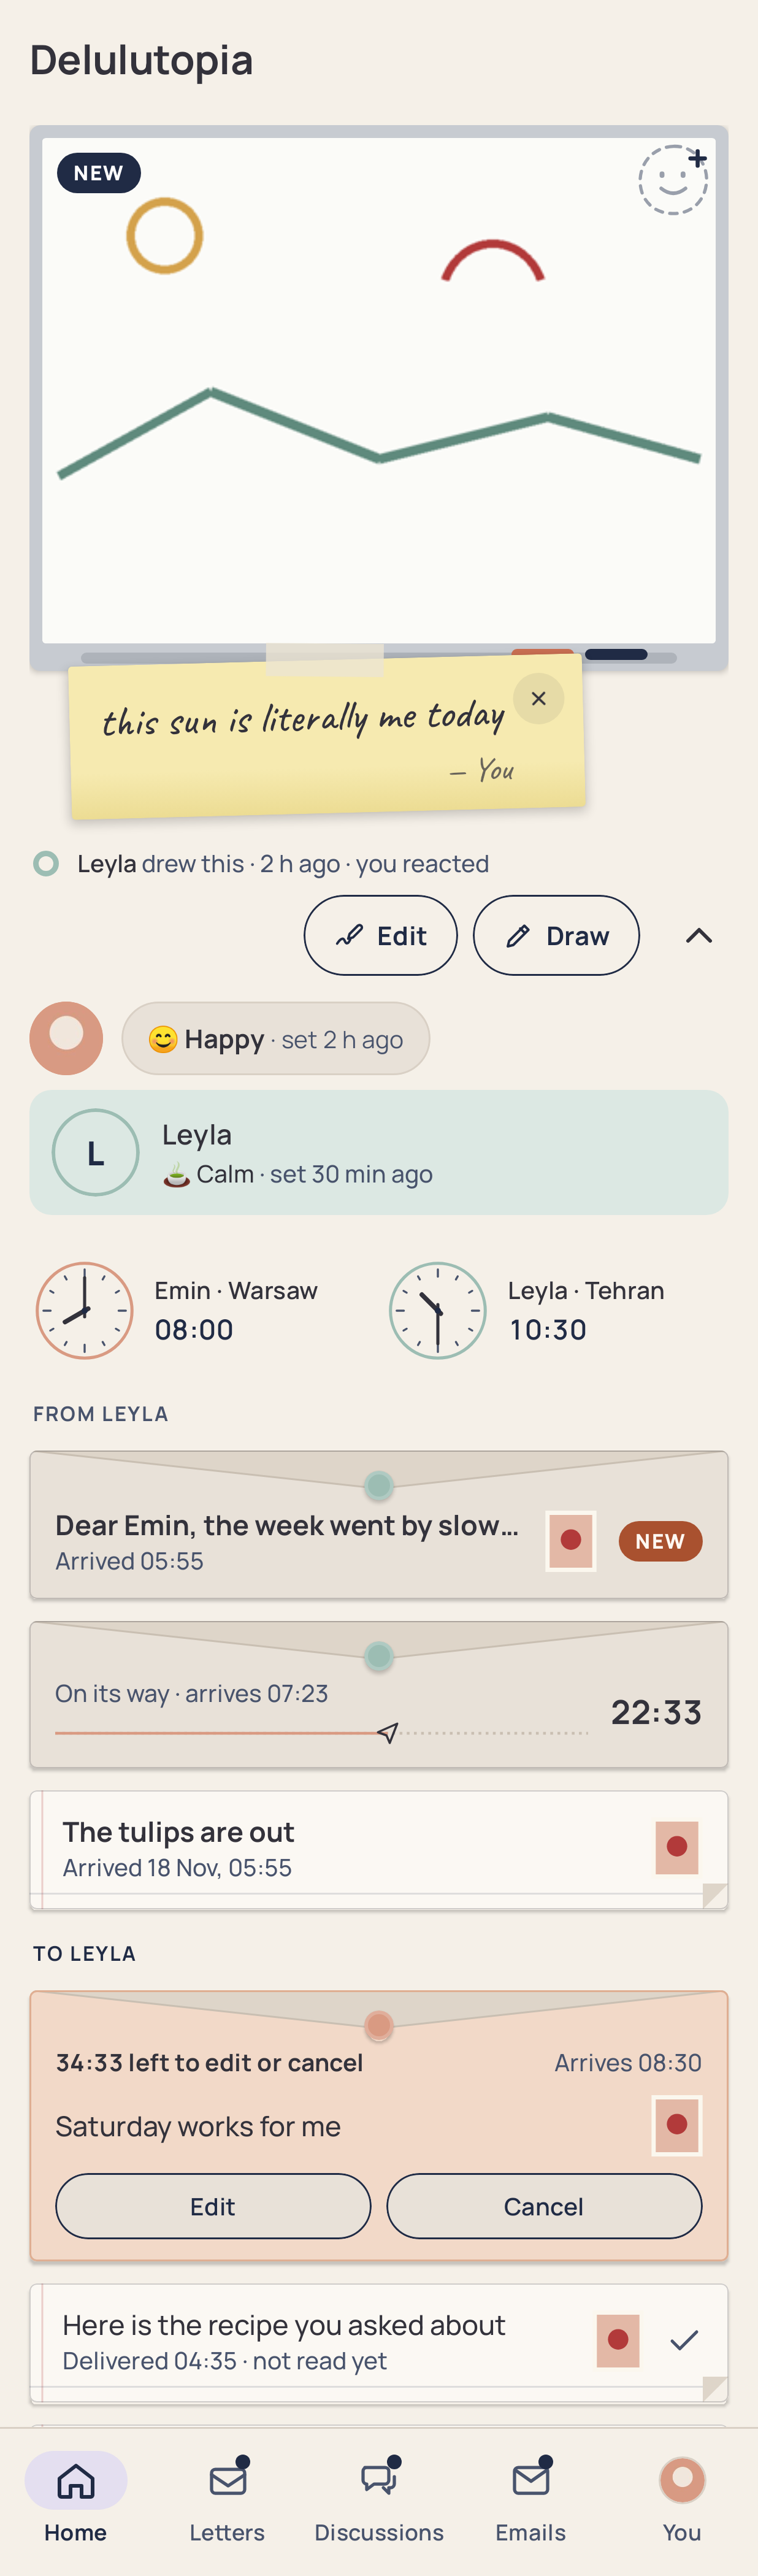 Delulutopia
NEW
this sun is literally me today
– You
Leyla drew this · 2 h ago · you reacted
Edit
Draw
😊 Happy · set 2 h ago
L
Leyla
🍵 Calm · set 30 min ago
Emin · Warsaw
08:00
Leyla · Tehran
10:30
FROM LEYLA
Dear Emin, the week went by slow...
Arrived 05:55
NEW
On its way · arrives 07:23
22:33
The tulips are out
Arrived 18 Nov, 05:55
TO LEYLA
34:33 left to edit or cancel
Arrives 08:30
Saturday works for me
Edit
Cancel
Here is the recipe you asked about
Delivered 04:35 · not read yet
Home
Letters
Discussions
Emails
You